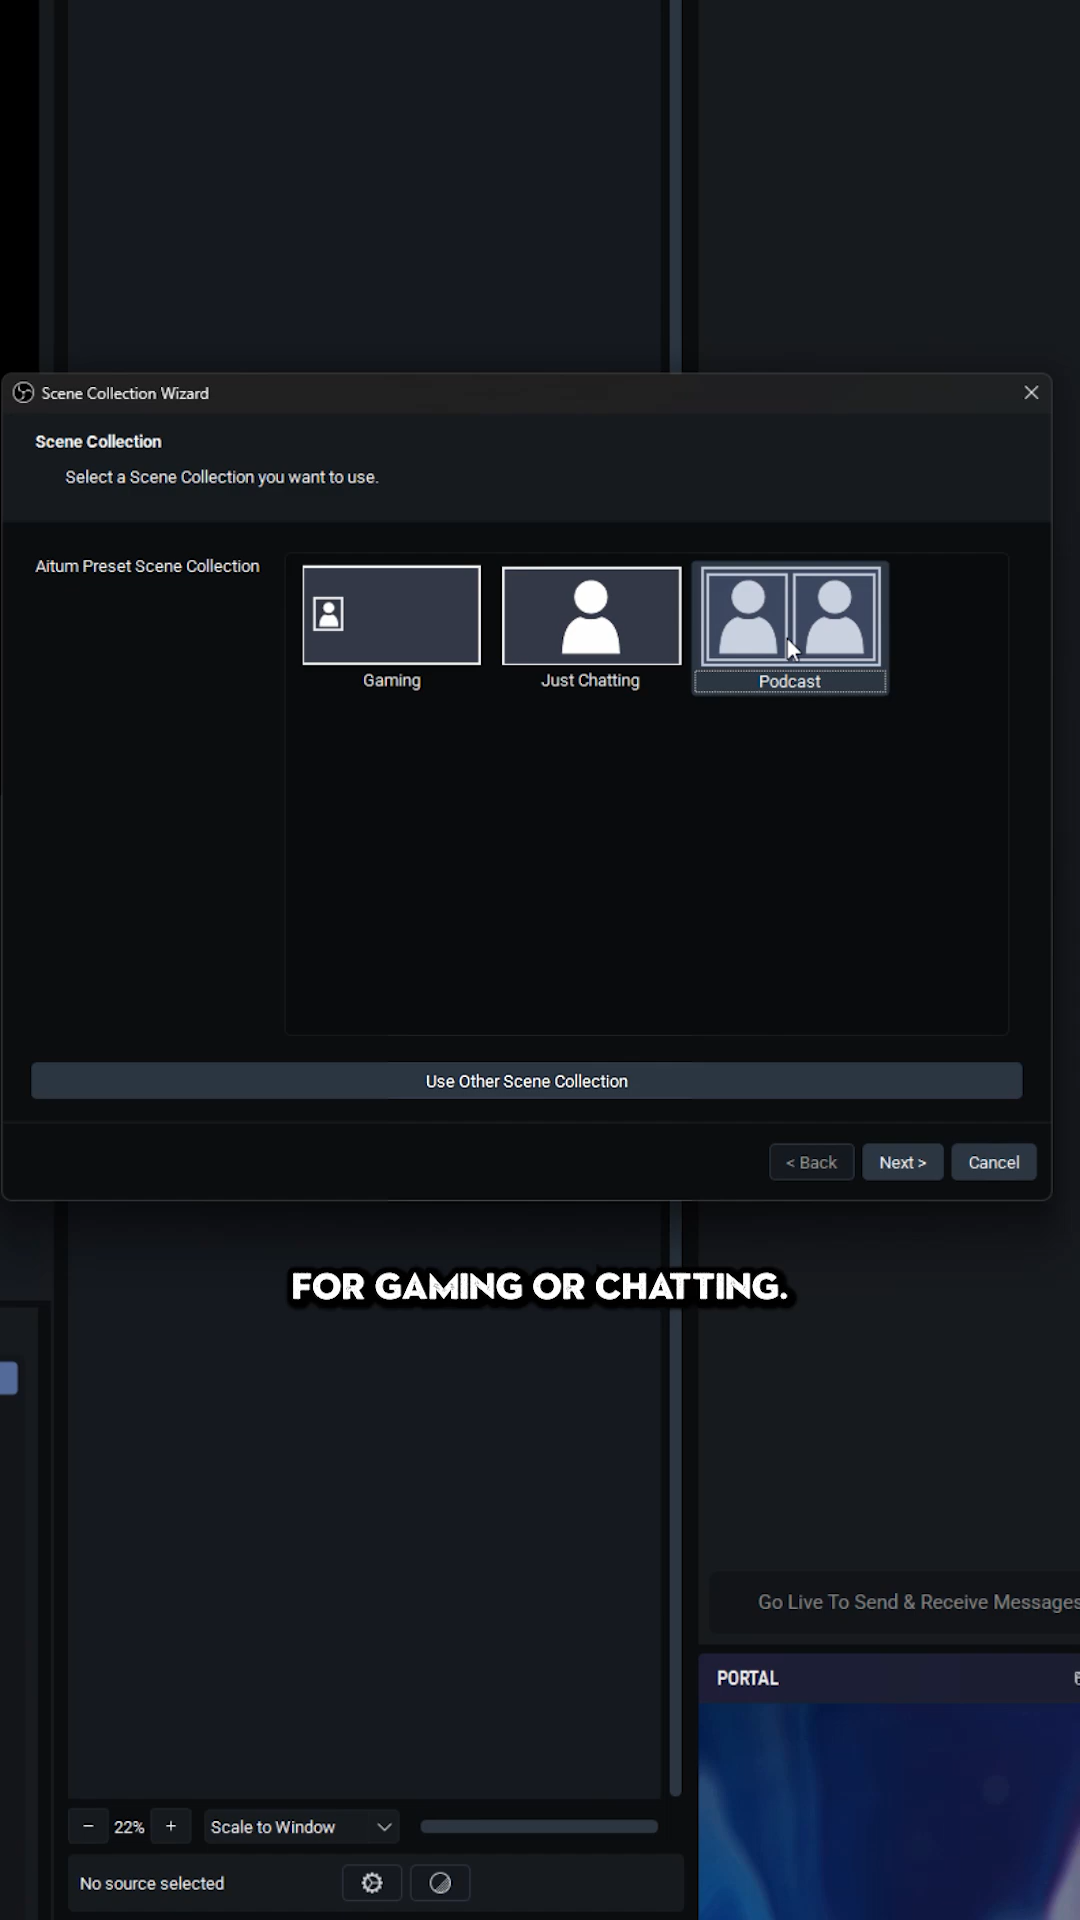 Scene Collection Wizard
Scene Collection
Select a Scene Collection you want to use.
Aitum Preset Scene Collection
Gaming
Just Chatting
Podcast
Use Other Scene Collection
< Back
Next >
Cancel
FOR GAMING OR CHATTING.
Go Live To Send & Receive Messages
PORTAL
22%
Scale to Window
No source selected